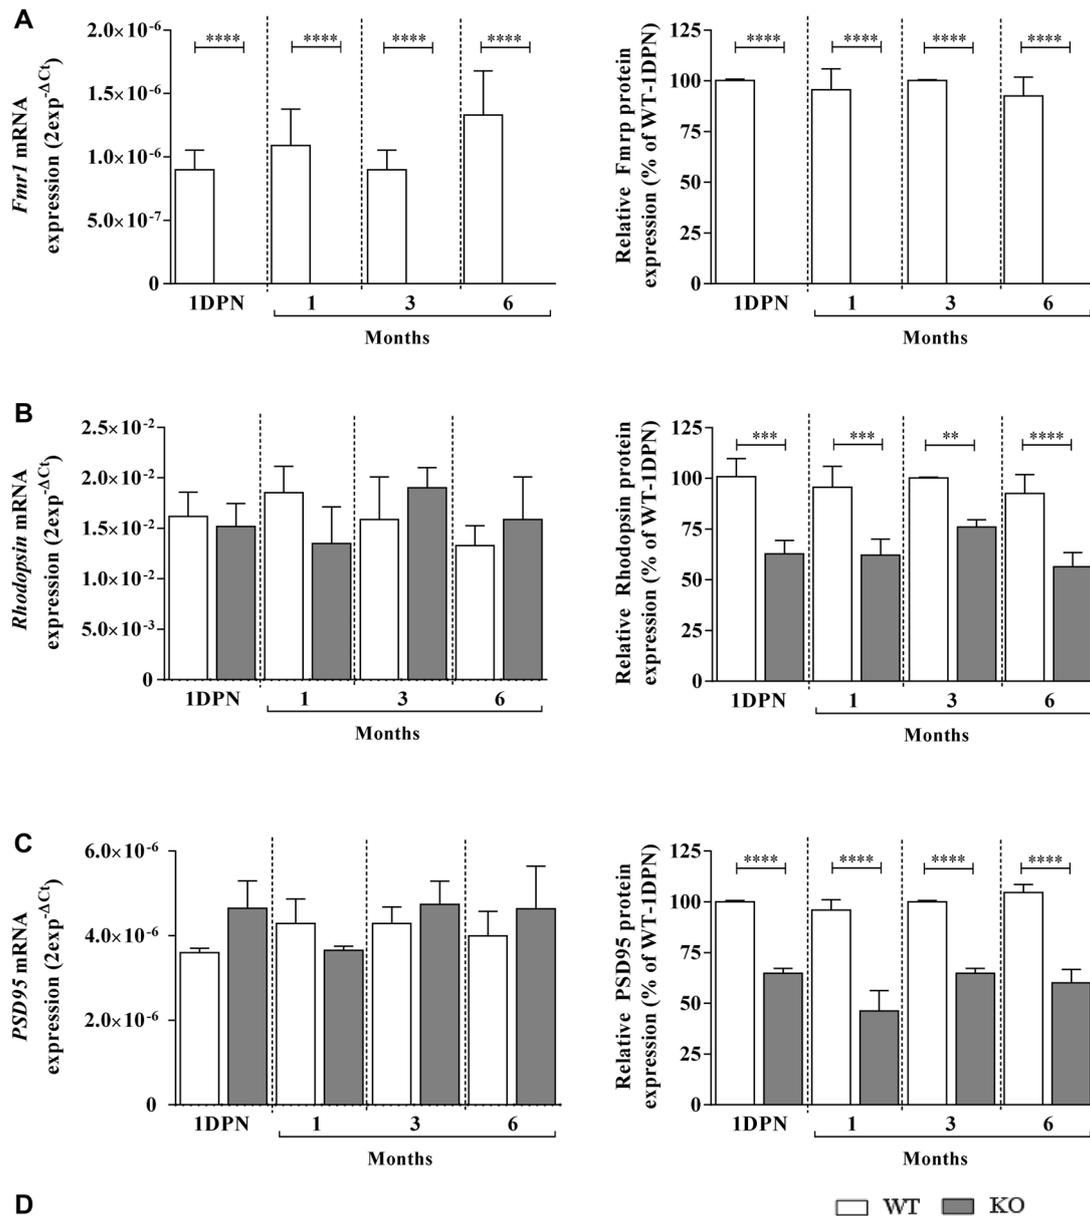 A
Fmr1 mRNA
expression (2exp-ΔCt)
2.0×10-6
1.5×10-6
1.0×10-6
5.0×10-7
0
**** **** **** ****
1DPN 1 3 6
Months
Relative Fmrp protein
expression (% of WT-1DPN)
125
100
75
50
25
0
**** **** **** ****
1DPN 1 3 6
Months
B
Rhodopsin mRNA
expression (2exp-ΔCt)
2.5×10-2
2.0×10-2
1.5×10-2
1.0×10-2
5.0×10-3
0
1DPN 1 3 6
Months
Relative Rhodopsin protein
expression (% of WT-1DPN)
125
100
75
50
25
0
*** *** ** ****
1DPN 1 3 6
Months
C
PSD95 mRNA
expression (2exp-ΔCt)
6.0×10-6
4.0×10-6
2.0×10-6
0
1DPN 1 3 6
Months
Relative PSD95 protein
expression (% of WT-1DPN)
125
100
75
50
25
0
**** **** **** ****
1DPN 1 3 6
Months
D
WT KO